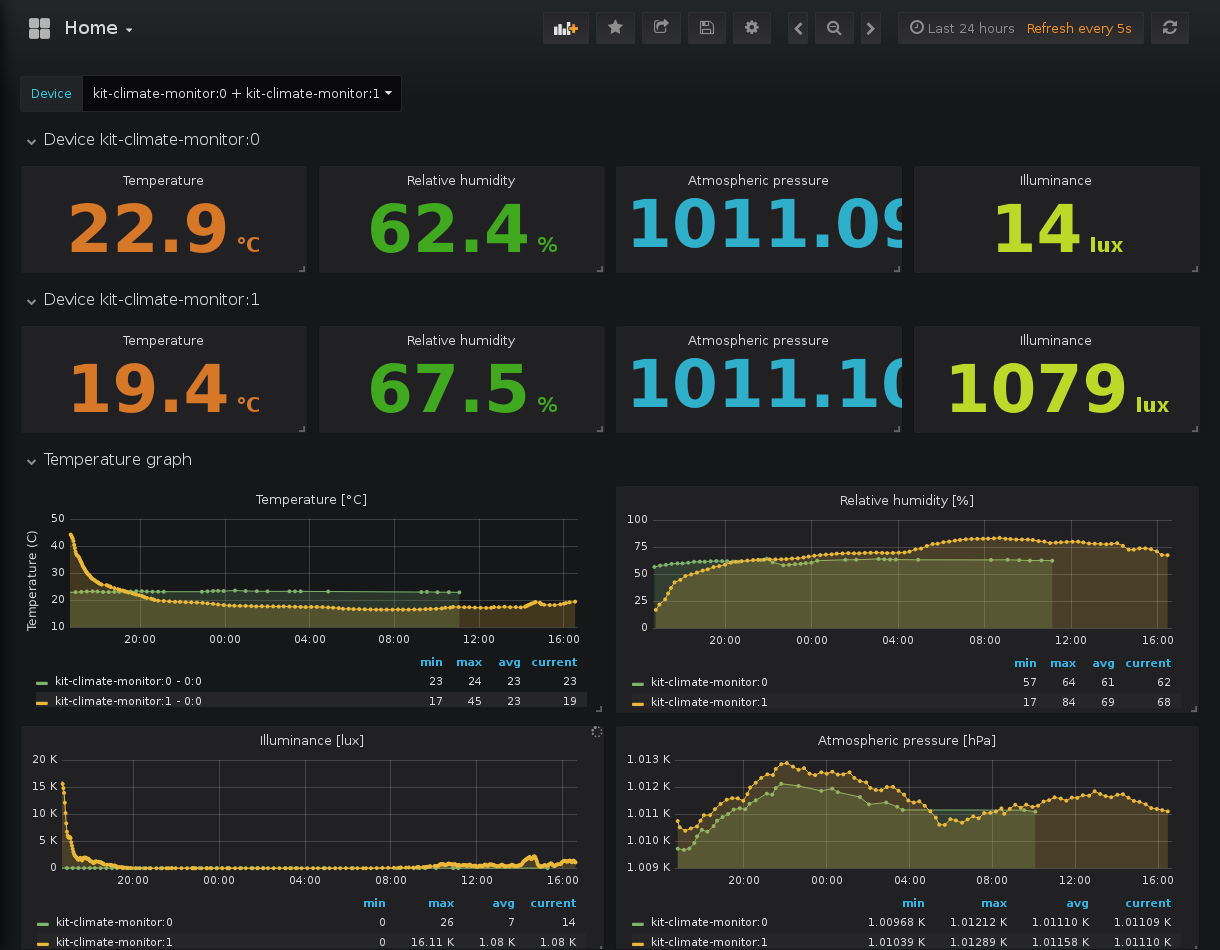 Home
Last 24 hours Refresh every 5s
Device kit-climate-monitor:0 + kit-climate-monitor:1
Device kit-climate-monitor:0
Temperature Relative humidity Atmospheric pressure Illuminance
22.9 °C 62.4 % 1011.09 14 lux
Device kit-climate-monitor:1
Temperature Relative humidity Atmospheric pressure Illuminance
19.4 °C 67.5 % 1011.10 1079 lux
Temperature graph
Temperature [°C]
Temperature (C)
50
40
30
20
10
20:00 00:00 04:00 08:00 12:00 16:00
min max avg current
kit-climate-monitor:0 - 0:0 23 24 23 23
kit-climate-monitor:1 - 0:0 17 45 23 19
Relative humidity [%]
100
75
50
25
0
20:00 00:00 04:00 08:00 12:00 16:00
min max avg current
kit-climate-monitor:0 57 64 61 62
kit-climate-monitor:1 17 84 69 68
Illuminance [lux]
20 K
15 K
10 K
5 K
0
20:00 00:00 04:00 08:00 12:00 16:00
min max avg current
kit-climate-monitor:0 0 26 7 14
kit-climate-monitor:1 0 16.11 K 1.08 K 1.08 K
Atmospheric pressure [hPa]
1.013 K
1.012 K
1.011 K
1.010 K
1.009 K
20:00 00:00 04:00 08:00 12:00 16:00
min max avg current
kit-climate-monitor:0 1.00968 K 1.01212 K 1.01110 K 1.01109 K
kit-climate-monitor:1 1.01039 K 1.01289 K 1.01158 K 1.01110 K